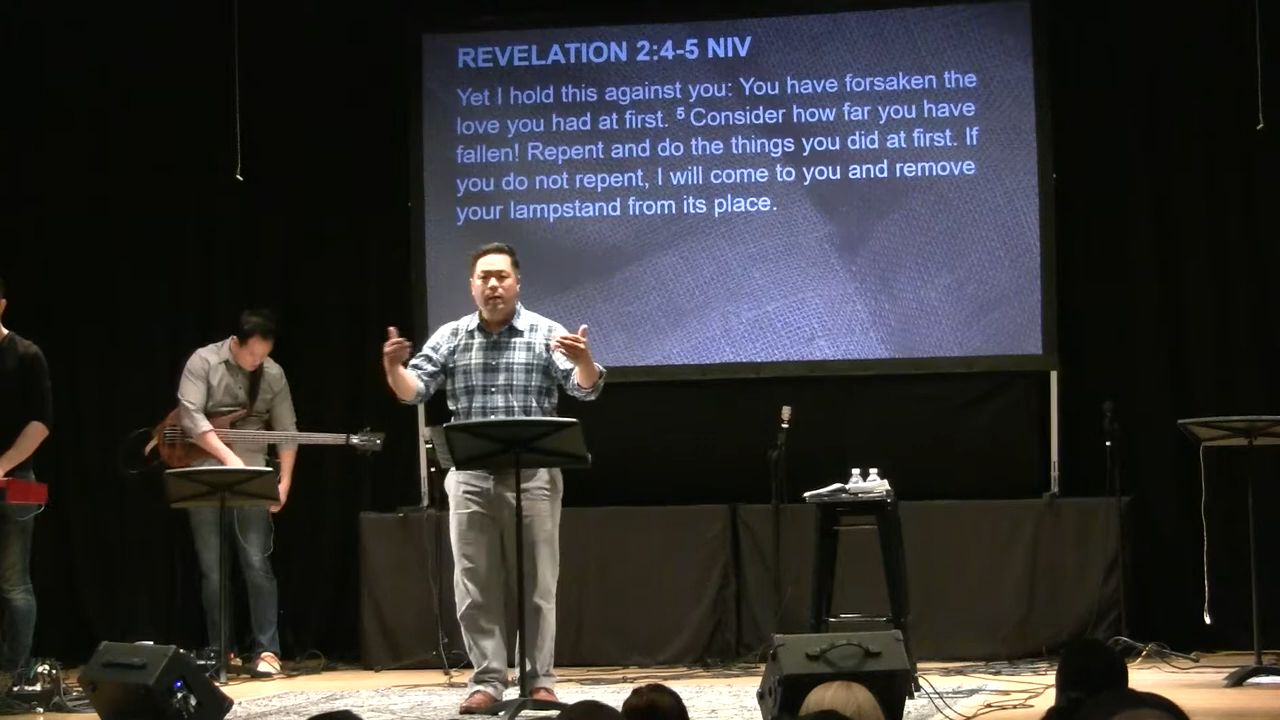 REVELATION 2:4-5 NIV
Yet I hold this against you: You have forsaken the
love you had at first. ⁵ Consider how far you have
fallen! Repent and do the things you did at first. If
you do not repent, I will come to you and remove
your lampstand from its place.